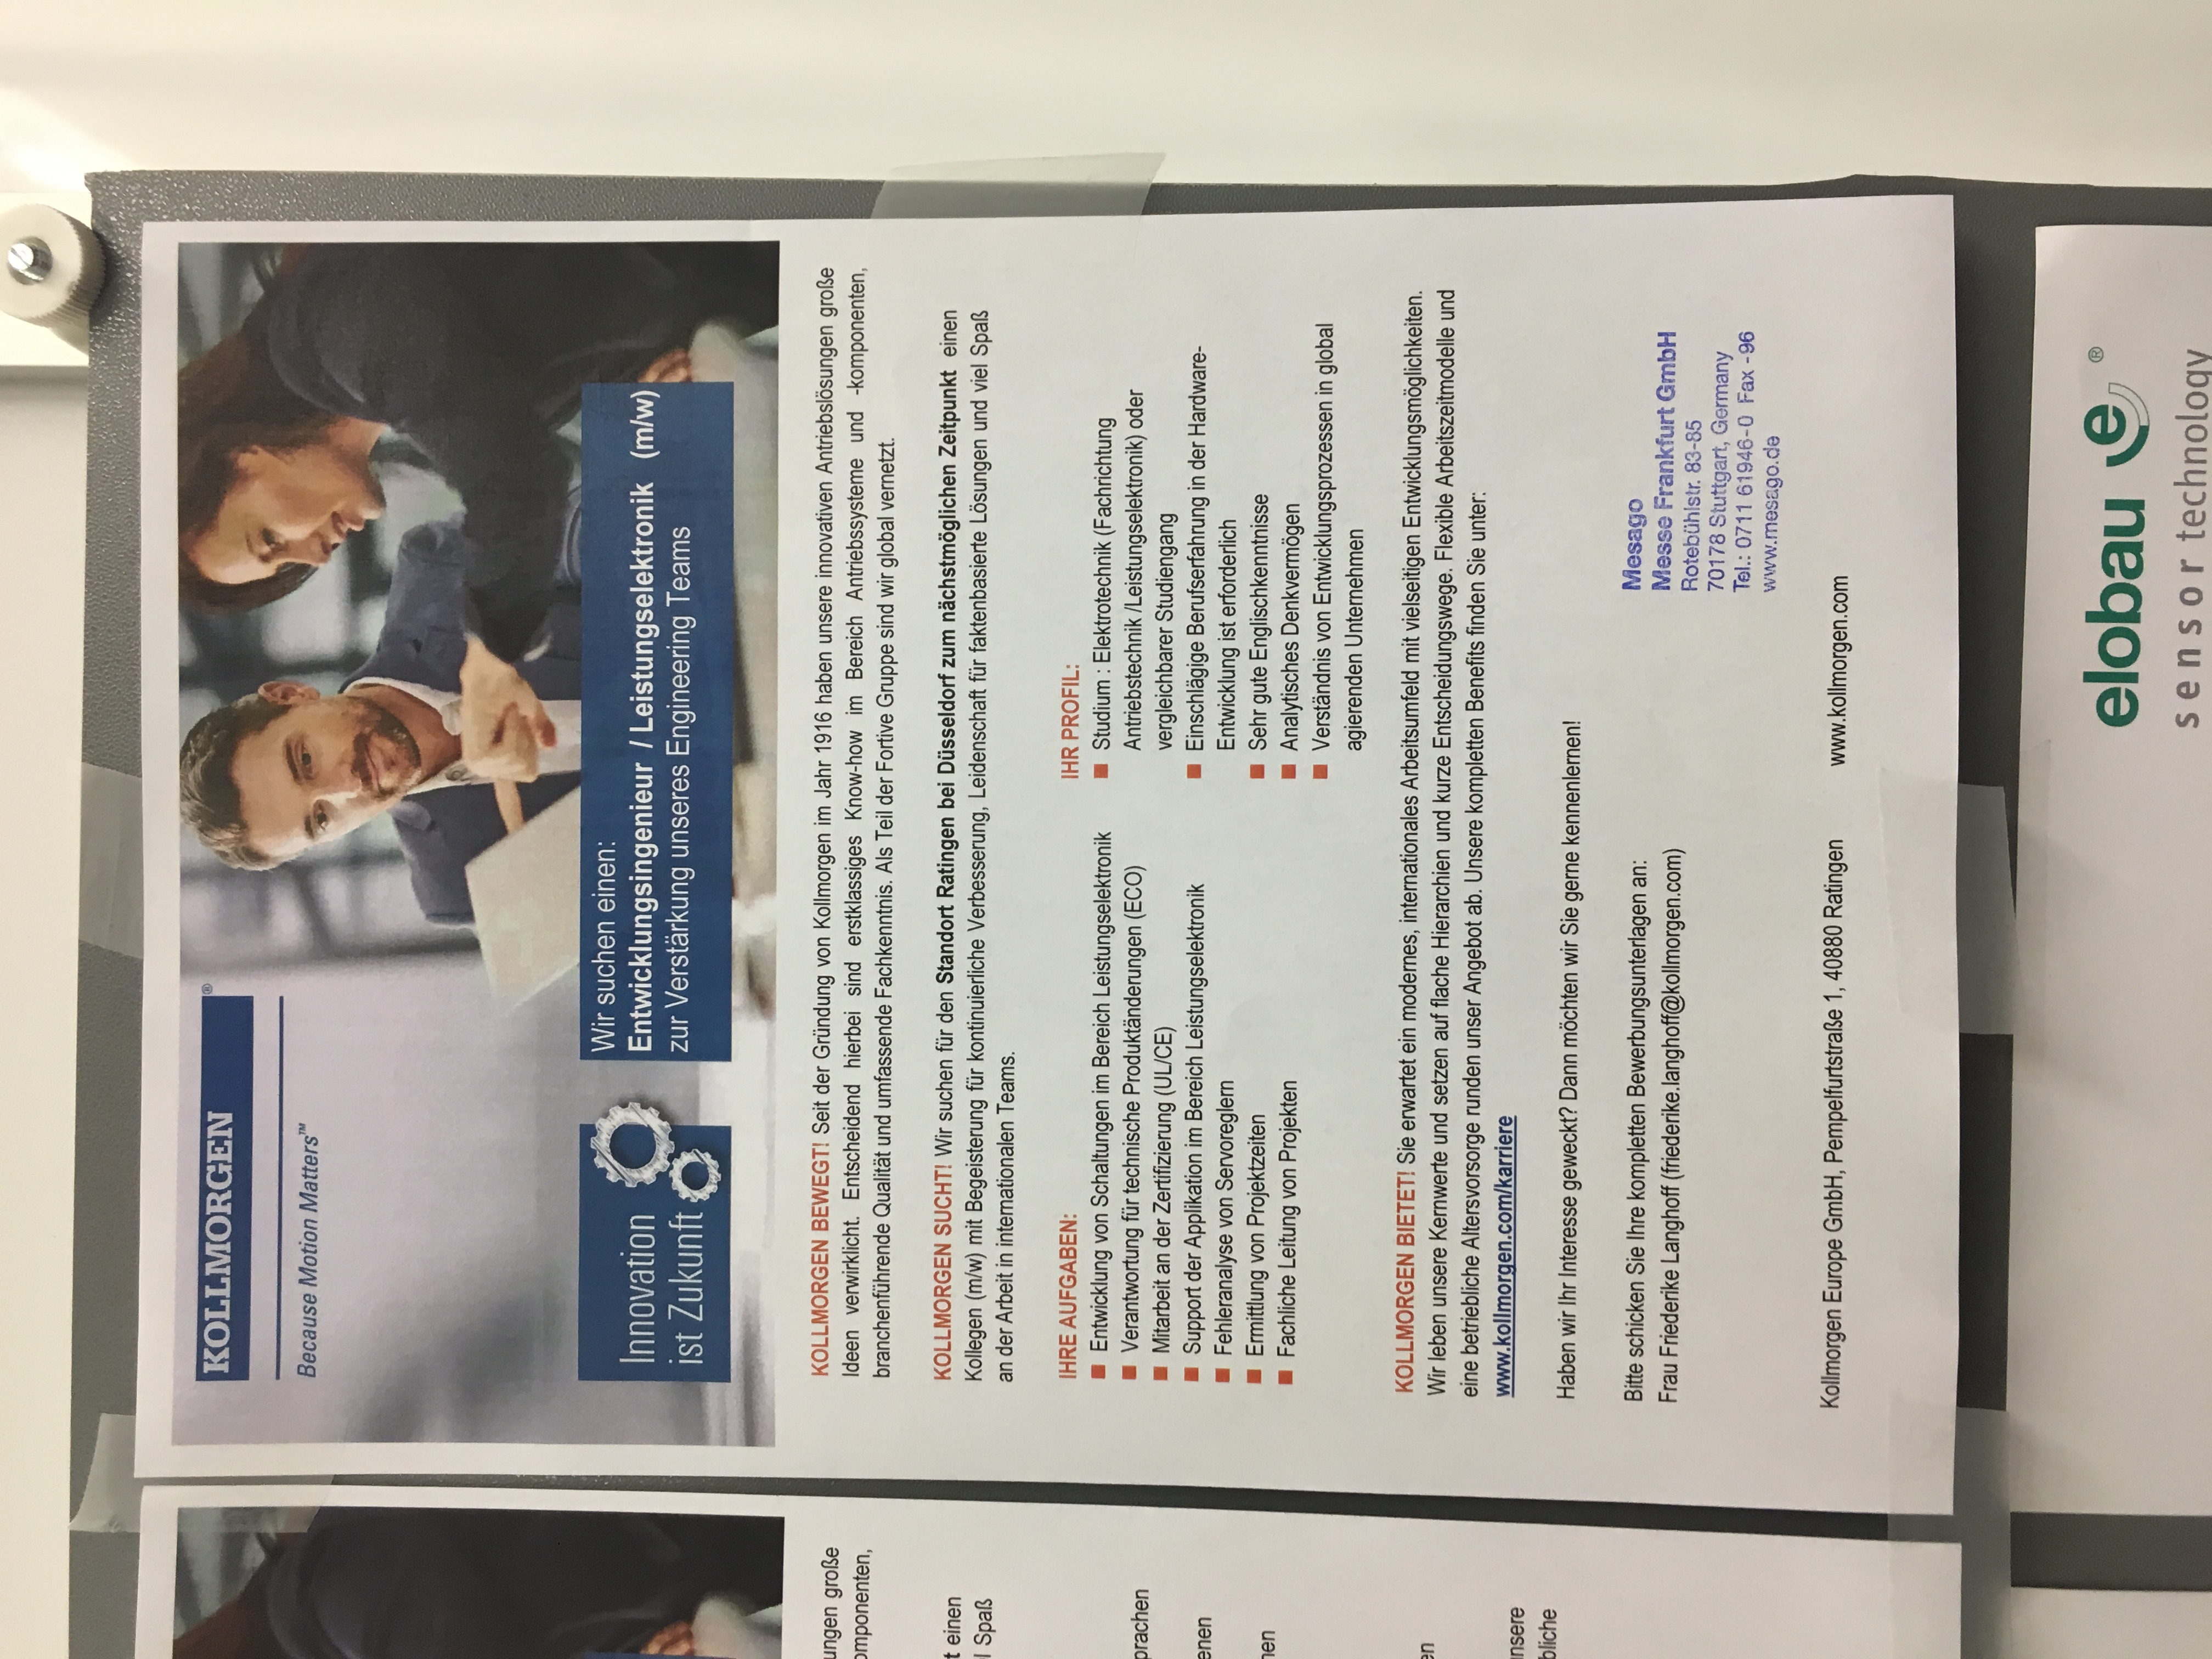 KOLLMORGEN®
Because Motion Matters™
Innovation
ist Zukunft
Wir suchen einen:
Entwicklungsingenieur / Leistungselektronik (m/w)
zur Verstärkung unseres Engineering Teams
KOLLMORGEN BEWEGT! Seit der Gründung von Kollmorgen im Jahr 1916 haben unsere innovativen Antriebslösungen große
Ideen verwirklicht. Entscheidend hierbei sind erstklassiges Know-how im Bereich Antriebssysteme und -komponenten,
branchenführende Qualität und umfassende Fachkenntnis. Als Teil der Fortive Gruppe sind wir global vernetzt.
KOLLMORGEN SUCHT! Wir suchen für den Standort Ratingen bei Düsseldorf zum nächstmöglichen Zeitpunkt einen
Kollegen (m/w) mit Begeisterung für kontinuierliche Verbesserung, Leidenschaft für faktenbasierte Lösungen und viel Spaß
an der Arbeit in internationalen Teams.
IHRE AUFGABEN:
Entwicklung von Schaltungen im Bereich Leistungselektronik
Verantwortung für technische Produktänderungen (ECO)
Mitarbeit an der Zertifizierung (UL/CE)
Support der Applikation im Bereich Leistungselektronik
Fehleranalyse von Servoreglern
Ermittlung von Projektzeiten
Fachliche Leitung von Projekten
IHR PROFIL:
Studium : Elektrotechnik (Fachrichtung
Antriebstechnik /Leistungselektronik) oder
vergleichbarer Studiengang
Einschlägige Berufserfahrung in der Hardware-
Entwicklung ist erforderlich
Sehr gute Englischkenntnisse
Analytisches Denkvermögen
Verständnis von Entwicklungsprozessen in global
agierenden Unternehmen
KOLLMORGEN BIETET! Sie erwartet ein modernes, internationales Arbeitsumfeld mit vielseitigen Entwicklungsmöglichkeiten.
Wir leben unsere Kernwerte und setzen auf flache Hierarchien und kurze Entscheidungswege. Flexible Arbeitszeitmodelle und
eine betriebliche Altersvorsorge runden unser Angebot ab. Unsere kompletten Benefits finden Sie unter:
www.kollmorgen.com/karriere
Haben wir Ihr Interesse geweckt? Dann möchten wir Sie gerne kennenlernen!
Bitte schicken Sie Ihre kompletten Bewerbungsunterlagen an:
Frau Friederike Langhoff (friederike.langhoff@kollmorgen.com)
Mesago
Messe Frankfurt GmbH
Rotebühlstr. 83-85
70178 Stuttgart, Germany
Tel.: 0711 61946-0 Fax -96
www.mesago.de
Kollmorgen Europe GmbH, Pempelfurtstraße 1, 40880 Ratingen www.kollmorgen.com
ungen große
omponenten,
t einen
l Spaß
prachen
enen
nen
en
unsere
bliche
elobau e ®
sensor technology